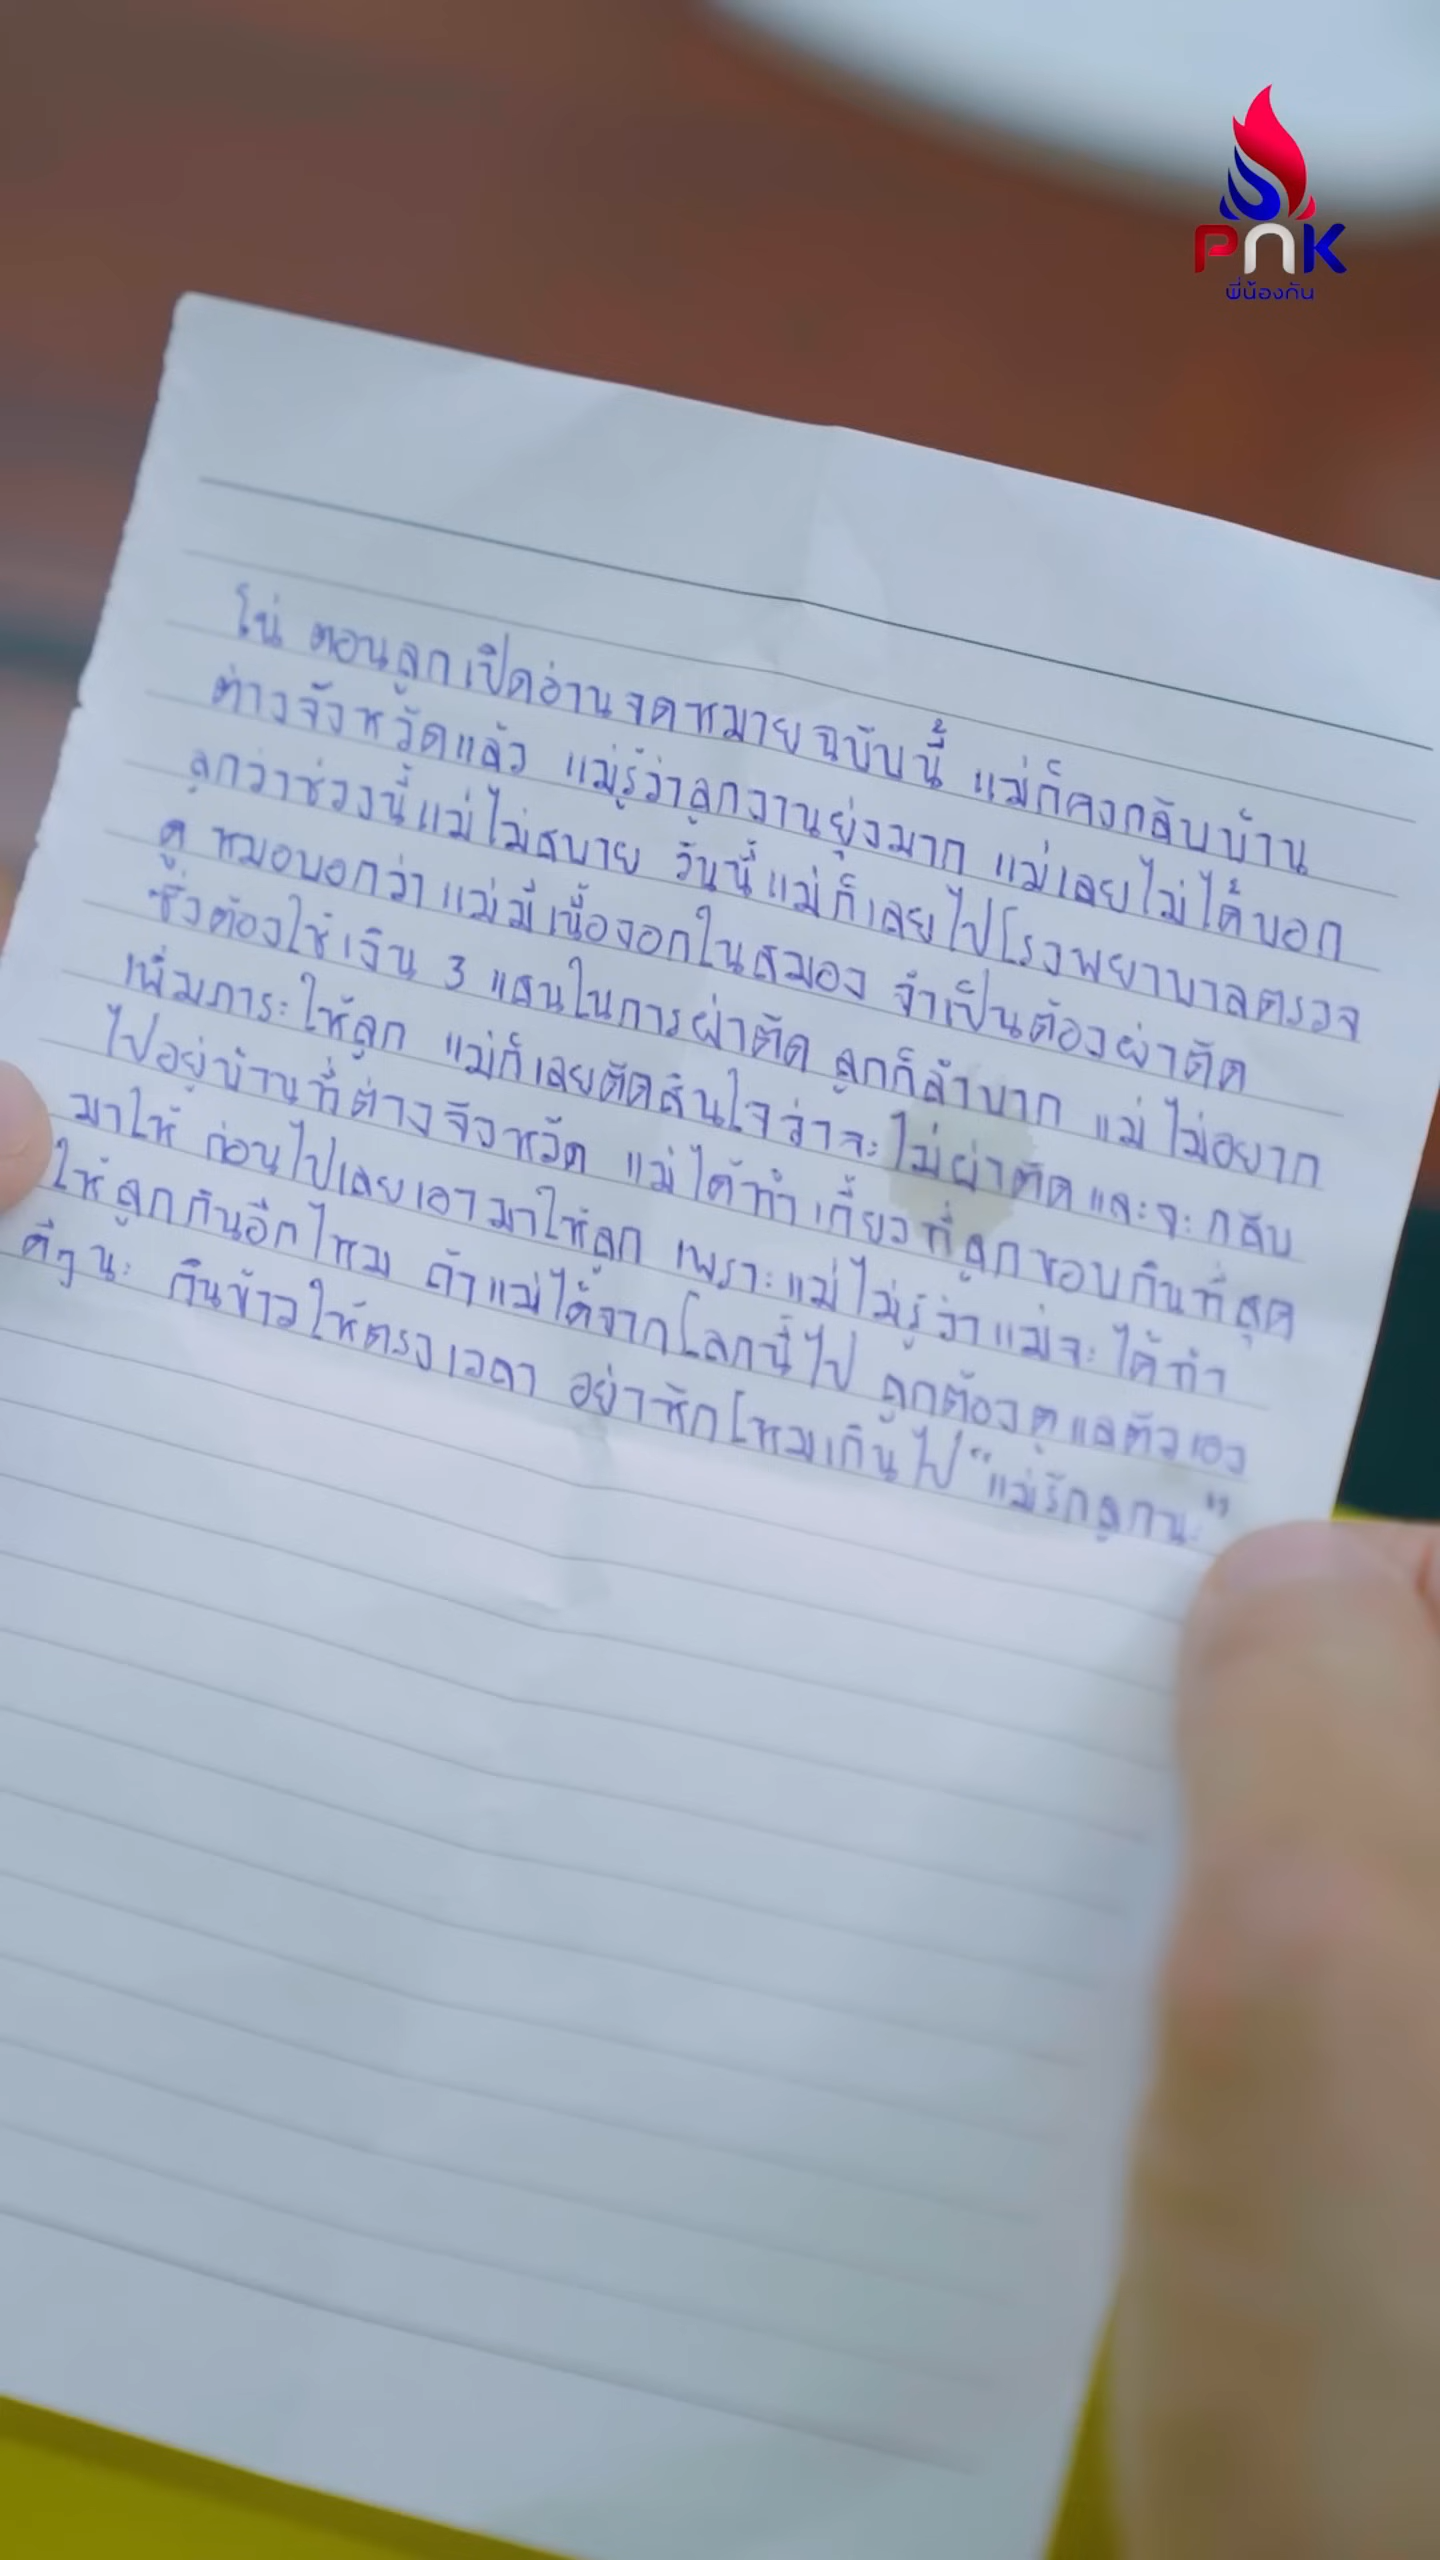 PNK
พี่น้องกัน
โน่ ตอนลูกเปิดอ่านจดหมายฉบับนี้ แม่ก็คงกลับบ้าน
ต่างจังหวัดแล้ว แม่รู้ว่าลูกงานยุ่งมาก แม่เลยไม่ได้บอก
ลูกว่าช่วงนี้แม่ไม่สบาย วันนี้แม่ก็เลยไปโรงพยาบาลตรวจ
ดู หมอบอกว่าแม่มีเนื้องอกในสมอง จำเป็นต้องผ่าตัด
ซึ่งต้องใช้เงิน 3 แสนในการผ่าตัด ลูกก็ลำบาก แม่ไม่อยาก
เพิ่มภาระให้ลูก แม่ก็เลยตัดสินใจว่าจะไม่ผ่าตัดและจะกลับ
ไปอยู่บ้านที่ต่างจังหวัด แม่ได้ทำเกี้ยวที่ลูกชอบกินที่สุด
มาให้ ก่อนไปเลยเอามาให้ลูก เพราะแม่ไม่รู้ว่าแม่จะได้ทำ
ให้ลูกกินอีกไหม ถ้าแม่ได้จากโลกนี้ไป ลูกต้องดูแลตัวเอง
ดีๆ นะ กินข้าวให้ตรงเวลา อย่าหักโหมเกินไป "แม่รักลูกนะ"